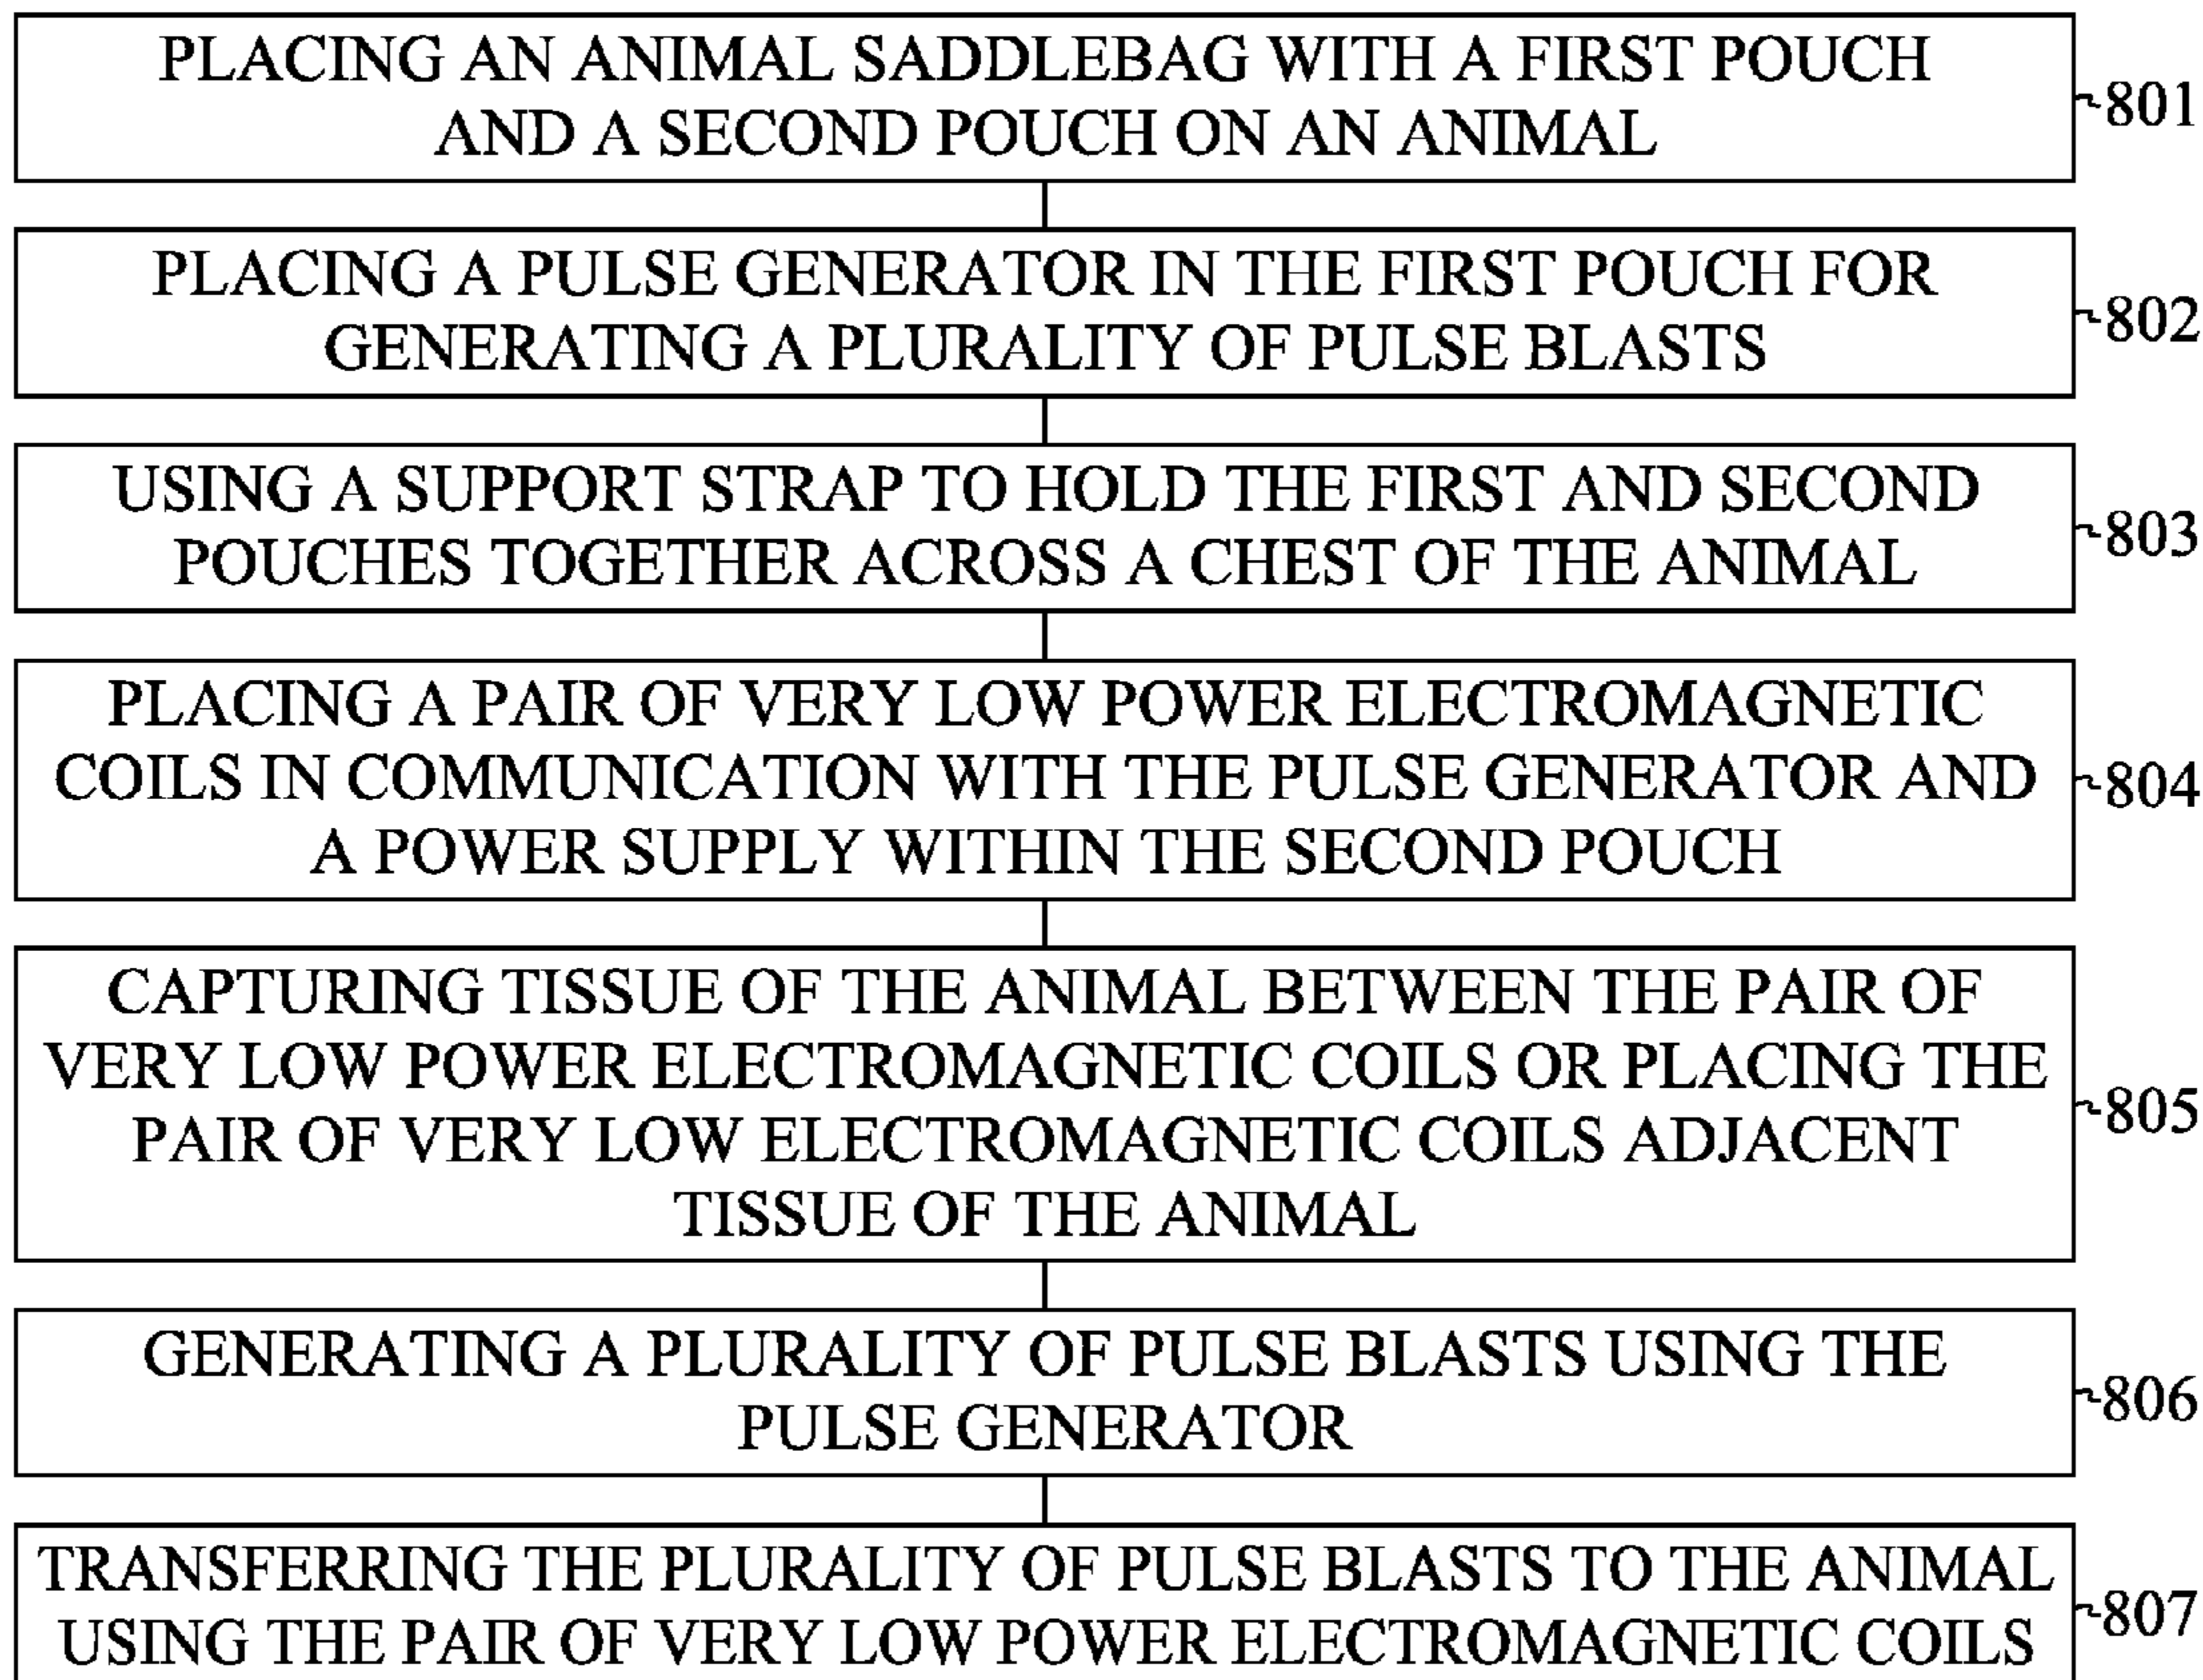 PLACING AN ANIMAL SADDLEBAG WITH A FIRST POUCH
AND A SECOND POUCH ON AN ANIMAL
801
PLACING A PULSE GENERATOR IN THE FIRST POUCH FOR
GENERATING A PLURALITY OF PULSE BLASTS
802
USING A SUPPORT STRAP TO HOLD THE FIRST AND SECOND
POUCHES TOGETHER ACROSS A CHEST OF THE ANIMAL
803
PLACING A PAIR OF VERY LOW POWER ELECTROMAGNETIC
COILS IN COMMUNICATION WITH THE PULSE GENERATOR AND
A POWER SUPPLY WITHIN THE SECOND POUCH
804
CAPTURING TISSUE OF THE ANIMAL BETWEEN THE PAIR OF
VERY LOW POWER ELECTROMAGNETIC COILS OR PLACING THE
PAIR OF VERY LOW ELECTROMAGNETIC COILS ADJACENT
TISSUE OF THE ANIMAL
805
GENERATING A PLURALITY OF PULSE BLASTS USING THE
PULSE GENERATOR
806
TRANSFERRING THE PLURALITY OF PULSE BLASTS TO THE ANIMAL
USING THE PAIR OF VERY LOW POWER ELECTROMAGNETIC COILS
807